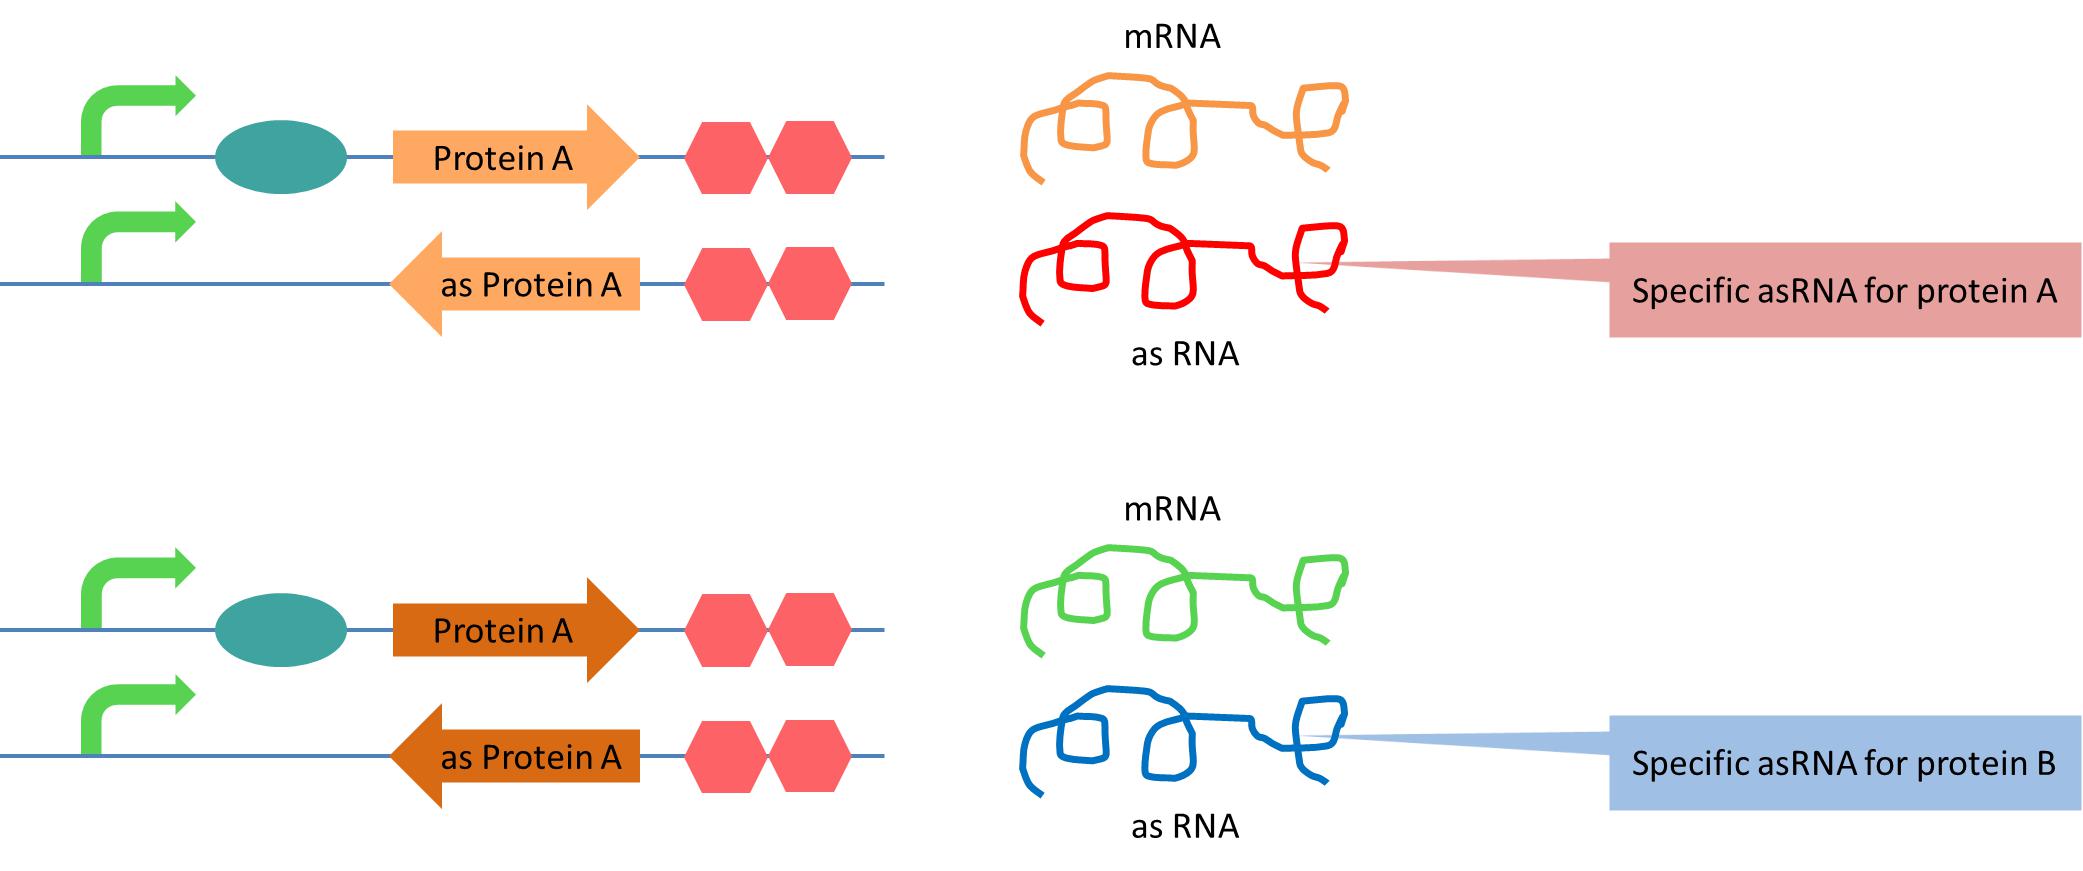 mRNA
Protein A
as Protein A
Specific asRNA for protein A
as RNA
mRNA
Protein A
as Protein A
Specific asRNA for protein B
as RNA